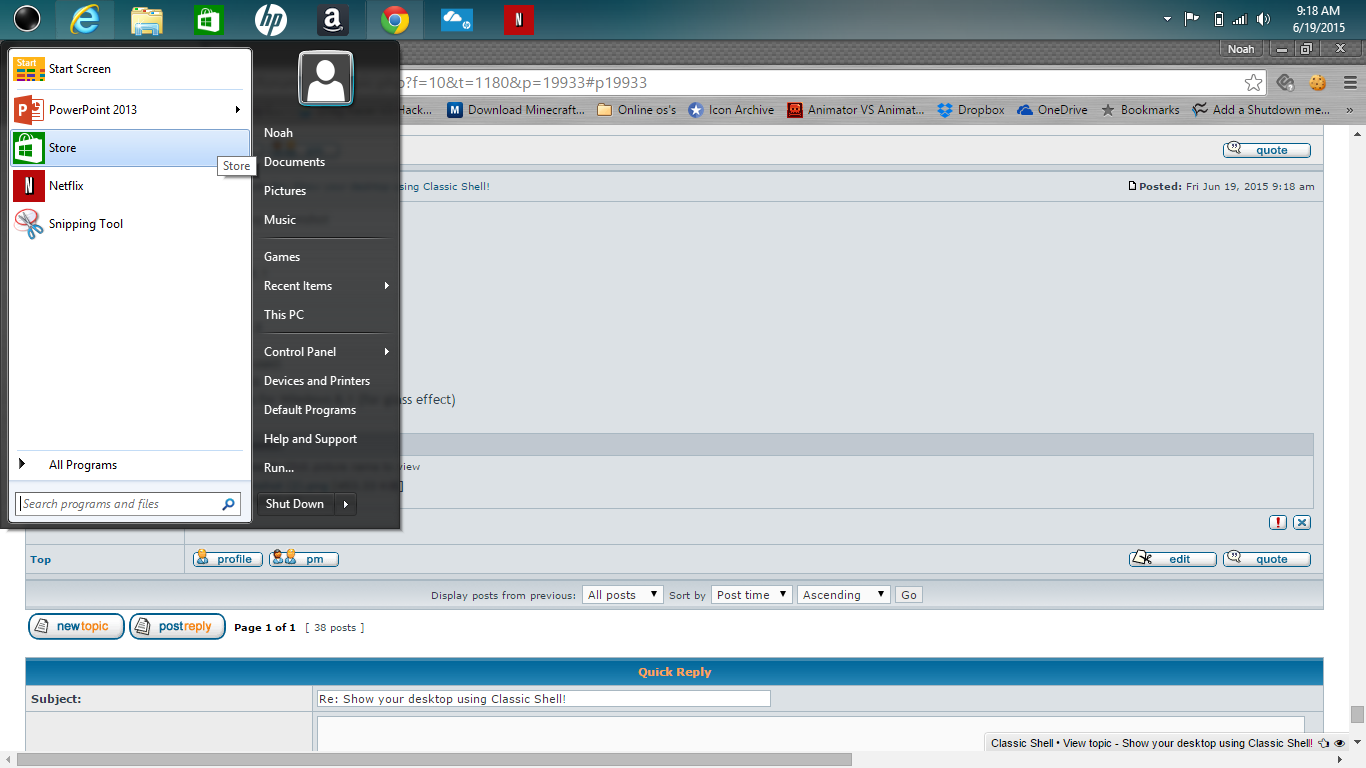 hp
a
N
9:18 AM
6/19/2015
Noah
?f=10&t=1180&p=19933#p19933
Hack...
M Download Minecraft...
Online os's
Icon Archive
Animator VS Animat...
Dropbox
OneDrive
Bookmarks
Add a Shutdown me...
Start
Start Screen
PowerPoint 2013
Store
Store
Netflix
Snipping Tool
All Programs
Search programs and files
Noah
Documents
Pictures
Music
Games
Recent Items
This PC
Control Panel
Devices and Printers
Default Programs
Help and Support
Run...
Shut Down
quote
using Classic Shell!
Posted: Fri Jun 19, 2015 9:18 am
glass effect)
view
Top
profile
pm
edit
quote
Display posts from previous: All posts Sort by Post time Ascending Go
newtopic
postreply
Page 1 of 1 [ 38 posts ]
Quick Reply
Subject:
Re: Show your desktop using Classic Shell!
Classic Shell • View topic - Show your desktop using Classic Shell!